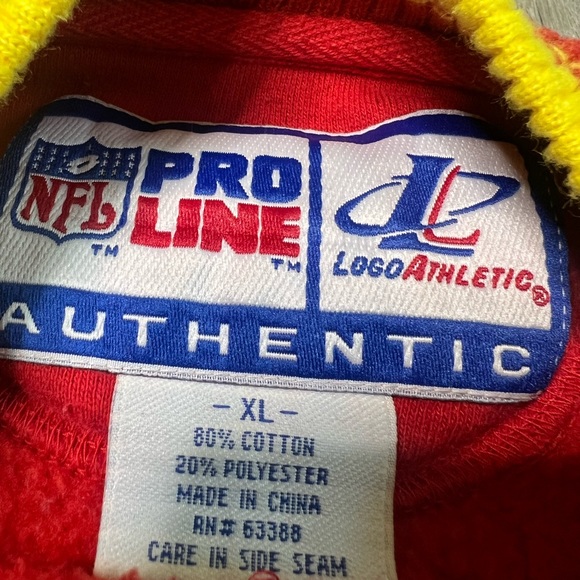 NFL
TM
PRO
LINE
TM
L
LOGOATHLETIC®
AUTHENTIC
-XL-
80% COTTON
20% POLYESTER
MADE IN CHINA
RN# 63388
CARE IN SIDE SEAM